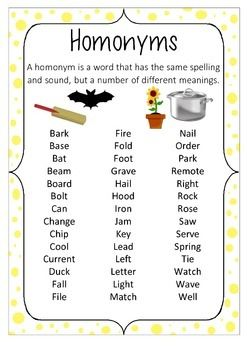 Homonyms
A homonym is a word that has the same spelling
and sound, but a number of different meanings.
Bark Fire Nail
Base Fold Order
Bat Foot Park
Beam Grave Remote
Board Hail Right
Bolt Hood Rock
Can Iron Rose
Change Jam Saw
Chip Key Serve
Cool Lead Spring
Current Left Tie
Duck Letter Watch
Fall Light Wave
File Match Well